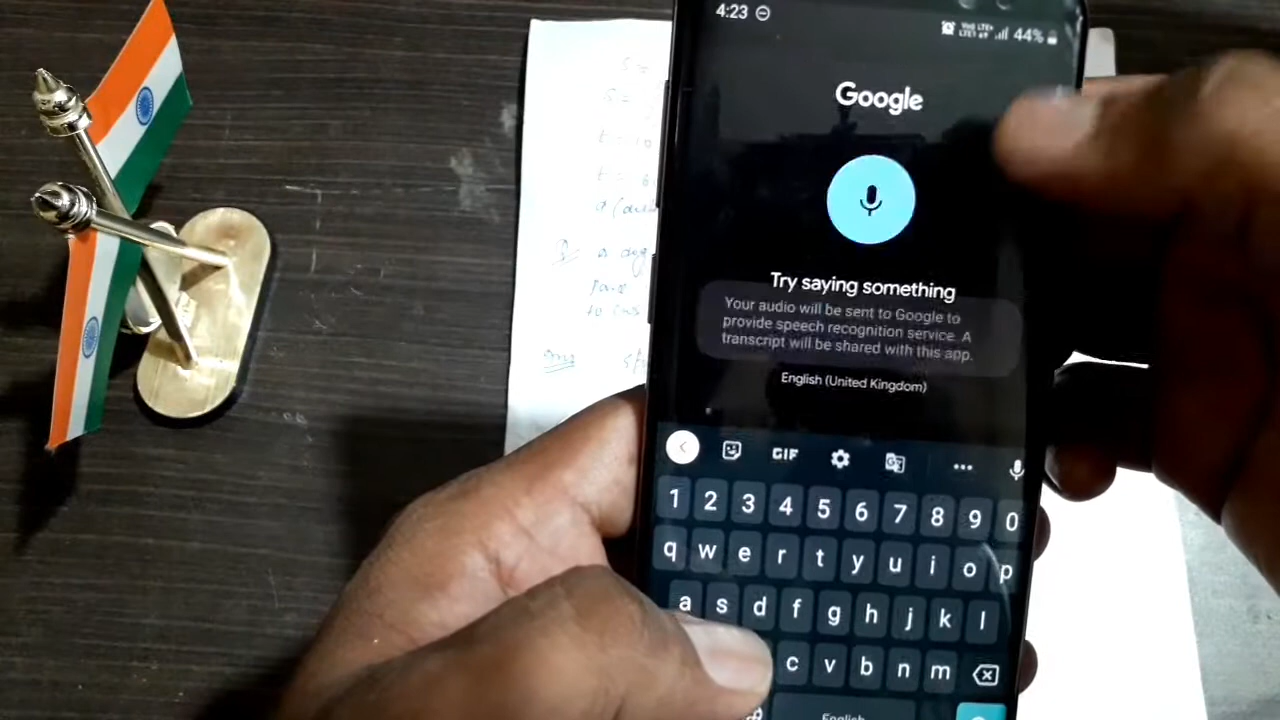 4:23
44%
Google
Try saying something
Your audio will be sent to Google to
provide speech recognition service. A
transcript will be shared with this app.
English (United Kingdom)
GIF
1 2 3 4 5 6 7 8 9 0
q w e r t y u i o p
a s d f g h j k l
c v b n m
English